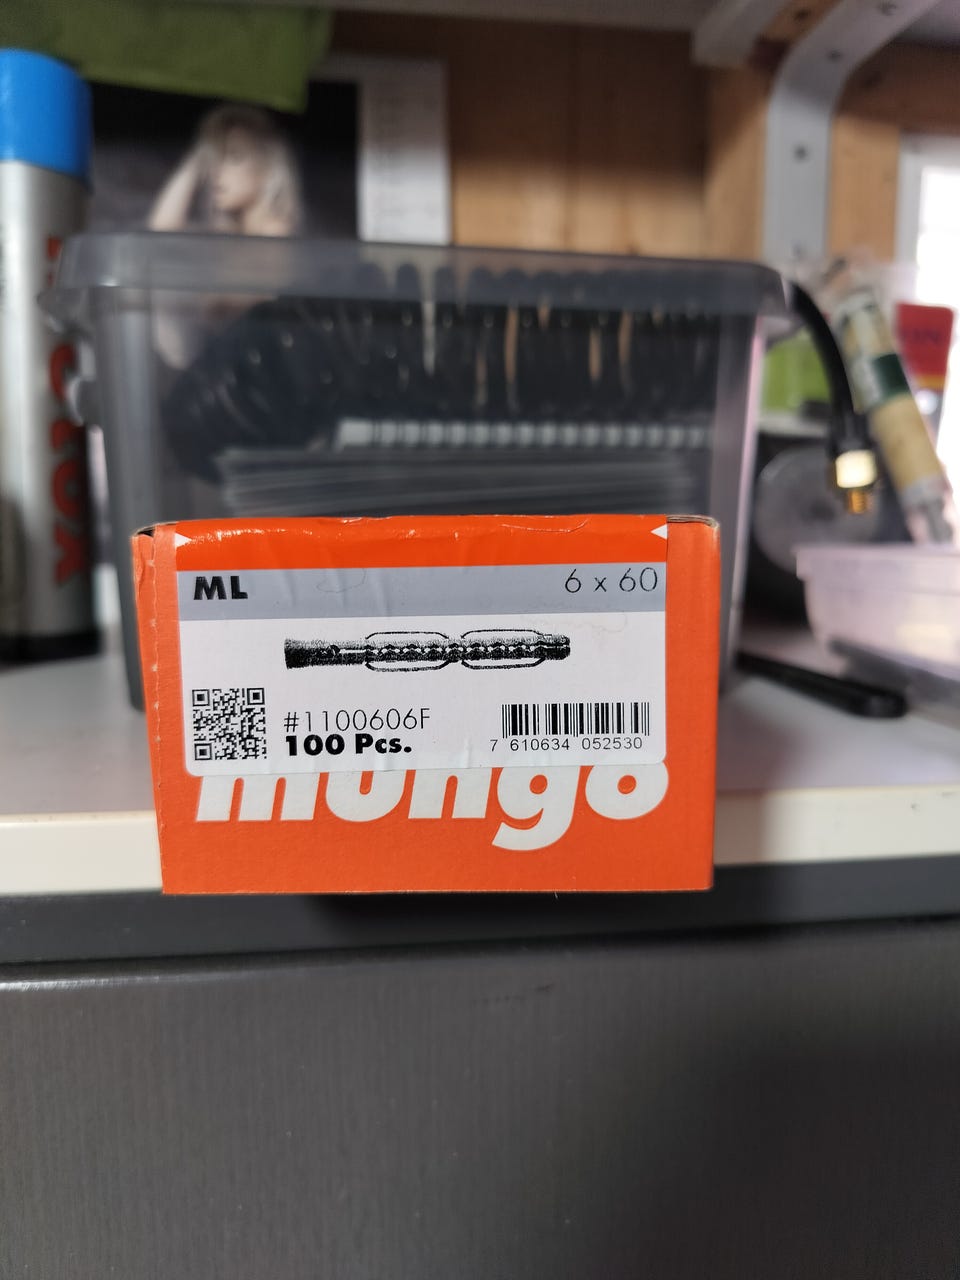 ML 6 x 60
#1100606F
100 Pcs.
7 610634 052530
mungo